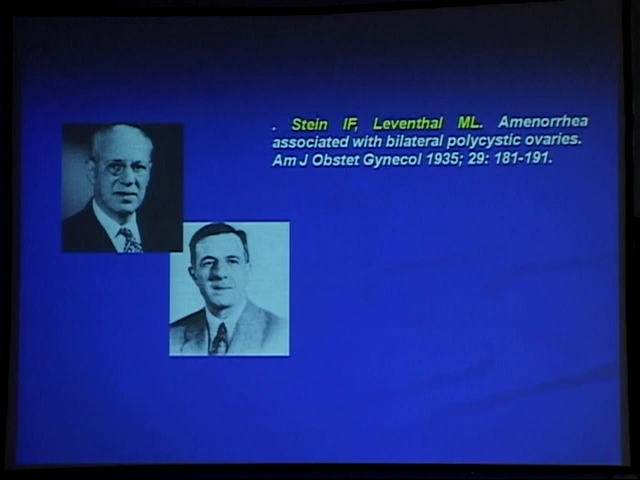 . Stein IF, Leventhal ML. Amenorrhea
associated with bilateral polycystic ovaries.
Am J Obstet Gynecol 1935; 29: 181-191.